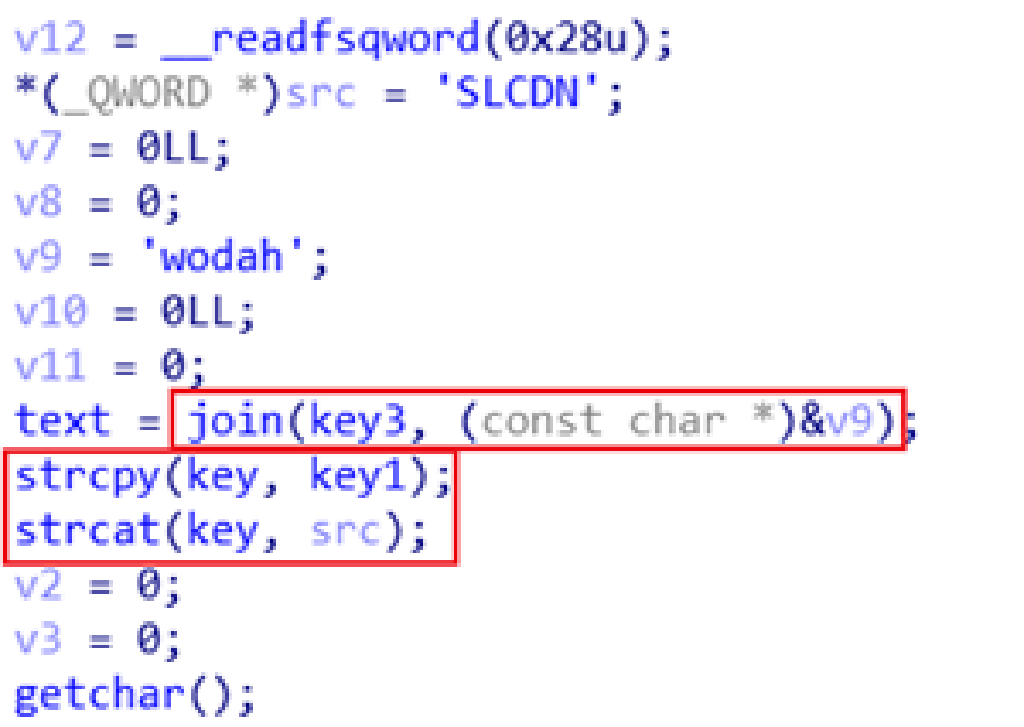 v12 = __readfsqword(0x28u);
*(_QWORD *)src = 'SLCDN';
v7 = 0LL;
v8 = 0;
v9 = 'wodah';
v10 = 0LL;
v11 = 0;
text = join(key3, (const char *)&v9);
strcpy(key, key1);
strcat(key, src);
v2 = 0;
v3 = 0;
getchar();